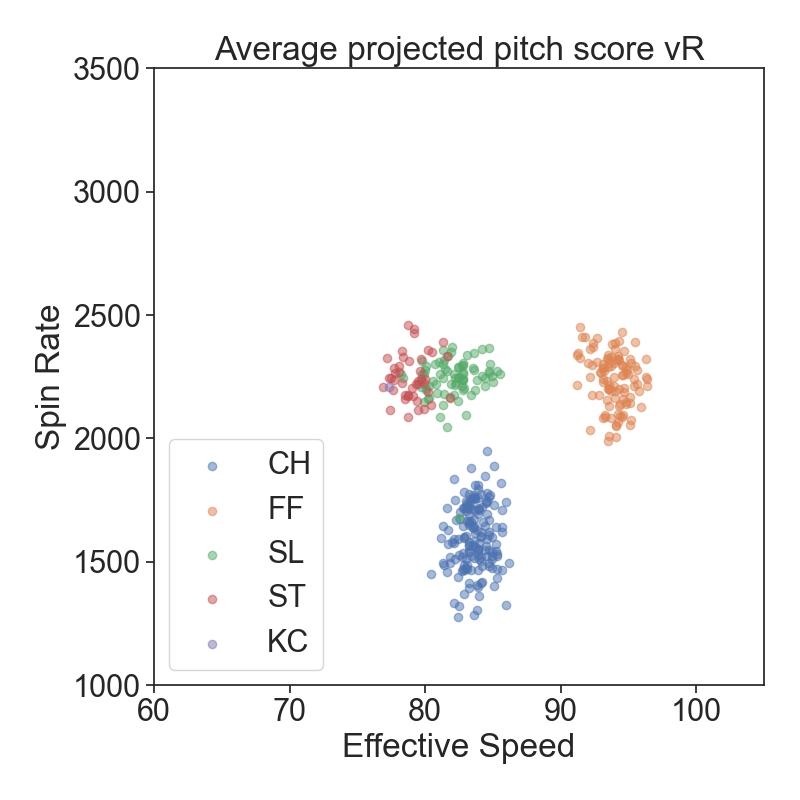 Average projected pitch score vR
3500
3000
2500
2000
1500
1000
Spin Rate
CH
FF
SL
ST
KC
60 70 80 90 100
Effective Speed